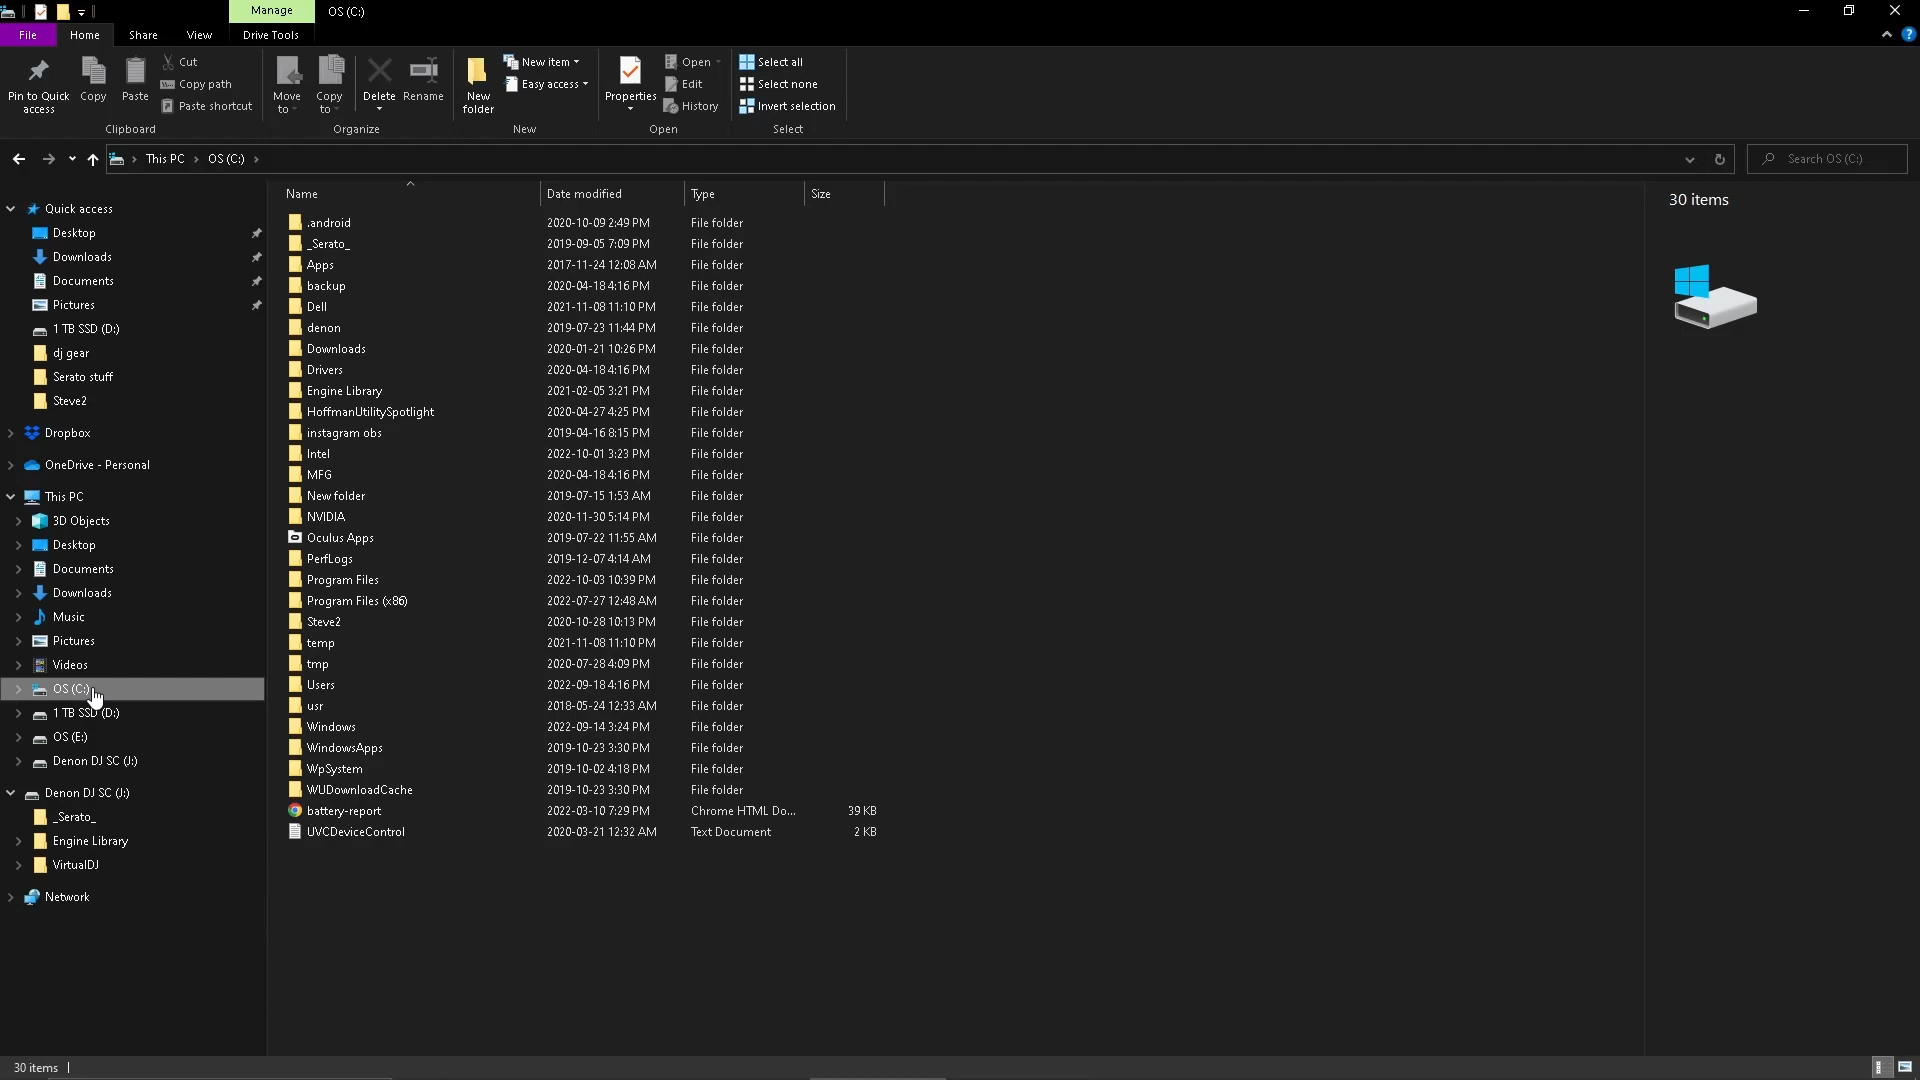 Manage OS (C:)
File Home Share View Drive Tools
Pin to Quick access
Copy
Paste
Cut
Copy path
Paste shortcut
Clipboard
Move to
Copy to
Delete
Rename
Organize
New folder
New item
Easy access
New
Properties
Open
Edit
History
Open
Select all
Select none
Invert selection
Select
This PC OS (C:)
Search OS (C:)
Quick access
Desktop
Downloads
Documents
Pictures
1 TB SSD (D:)
dj gear
Serato stuff
Steve2
Dropbox
OneDrive - Personal
This PC
3D Objects
Desktop
Documents
Downloads
Music
Pictures
Videos
OS (C:)
1 TB SSD (D:)
OS (E:)
Denon DJ SC (J:)
Denon DJ SC (J:)
_Serato_
Engine Library
VirtualDJ
Network
Name Date modified Type Size
.android 2020-10-09 2:49 PM File folder
_Serato_ 2019-09-05 7:09 PM File folder
Apps 2017-11-24 12:08 AM File folder
backup 2020-04-18 4:16 PM File folder
Dell 2021-11-08 11:10 PM File folder
denon 2019-07-23 11:44 PM File folder
Downloads 2020-01-21 10:26 PM File folder
Drivers 2020-04-18 4:16 PM File folder
Engine Library 2021-02-05 3:21 PM File folder
HoffmanUtilitySpotlight 2020-04-27 4:25 PM File folder
instagram obs 2019-04-16 8:15 PM File folder
Intel 2022-10-01 3:23 PM File folder
MFG 2020-04-18 4:16 PM File folder
New folder 2019-07-15 1:53 AM File folder
NVIDIA 2020-11-30 5:14 PM File folder
Oculus Apps 2019-07-22 11:55 AM File folder
PerfLogs 2019-12-07 4:14 AM File folder
Program Files 2022-10-03 10:39 PM File folder
Program Files (x86) 2022-07-27 12:48 AM File folder
Steve2 2020-10-28 10:13 PM File folder
temp 2021-11-08 11:10 PM File folder
tmp 2020-07-28 4:09 PM File folder
Users 2022-09-18 4:16 PM File folder
usr 2018-05-24 12:33 AM File folder
Windows 2022-09-14 3:24 PM File folder
WindowsApps 2019-10-23 3:30 PM File folder
WpSystem 2019-10-02 4:18 PM File folder
WUDownloadCache 2019-10-23 3:30 PM File folder
battery-report 2022-03-10 7:29 PM Chrome HTML Do... 39 KB
UVCDeviceControl 2020-03-21 12:32 AM Text Document 2 KB
30 items
30 items